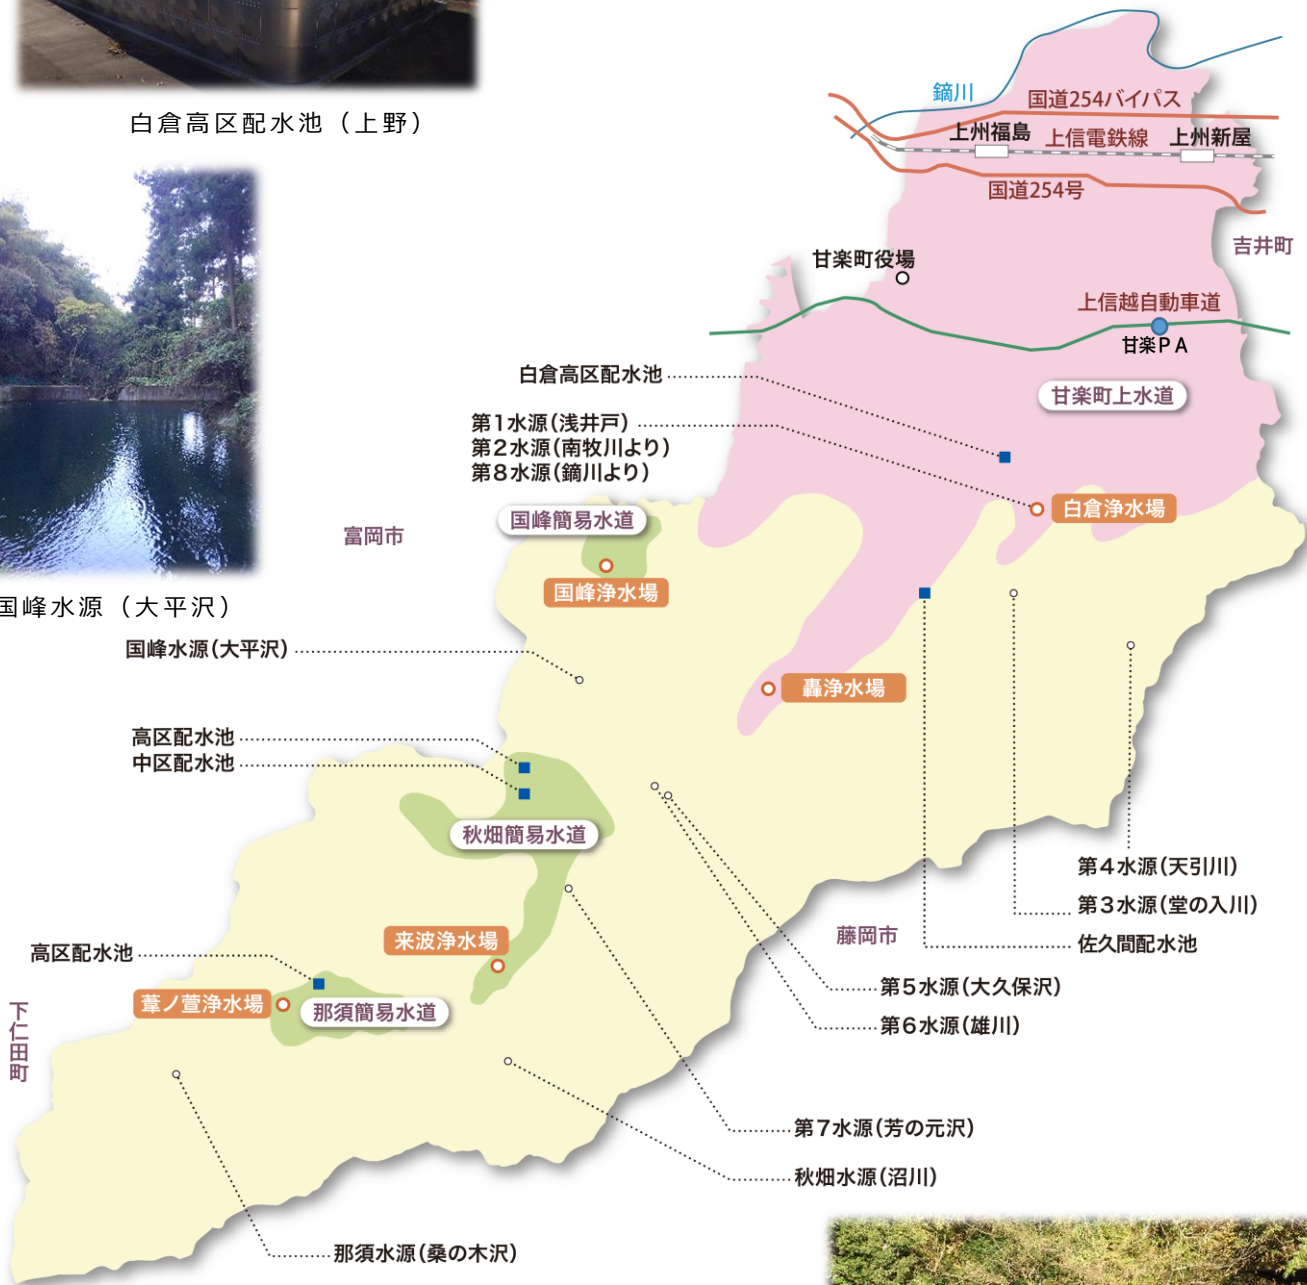 白倉高区配水池（上野）
鏑川
国道254バイパス
上州福島
上信電鉄線
上州新屋
国道254号
吉井町
甘楽町役場
上信越自動車道
甘楽ＰＡ
白倉高区配水池
甘楽町上水道
第1水源（浅井戸）
第2水源（南牧川より）
第8水源（鏑川より）
国峰簡易水道
白倉浄水場
富岡市
国峰浄水場
国峰水源（大平沢）
国峰水源（大平沢）
轟浄水場
高区配水池
中区配水池
秋畑簡易水道
第4水源（天引川）
第3水源（堂の入川）
佐久間配水池
藤岡市
来波浄水場
高区配水池
第5水源（大久保沢）
葦ノ萱浄水場
那須簡易水道
第6水源（雄川）
下仁田町
第7水源（芳の元沢）
秋畑水源（沼川）
那須水源（桑の木沢）